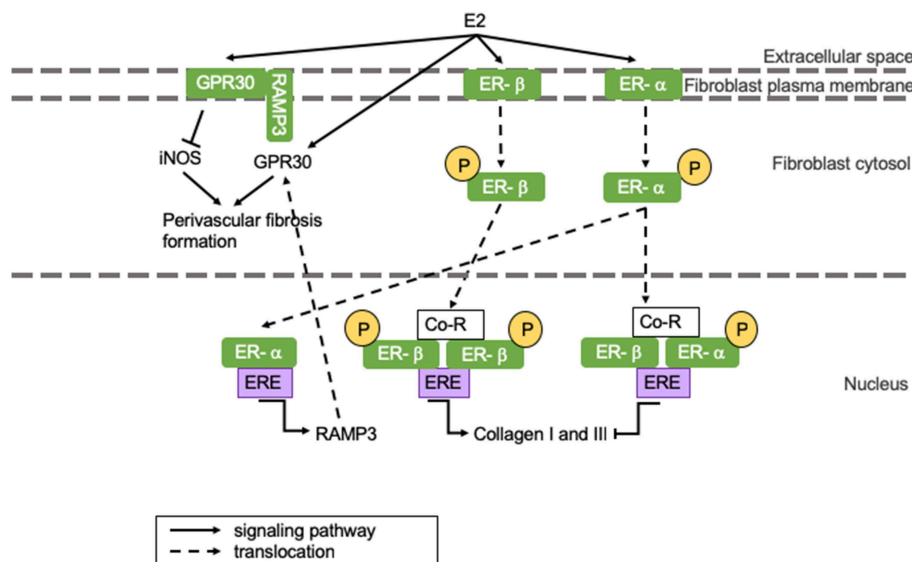 E2
Extracellular space
GPR30
RAMP3
ER- β
ER- α
Fibroblast plasma membrane
iNOS
GPR30
P
ER- β
P
ER- α
Fibroblast cytosol
Perivascular fibrosis
formation
Co-R
Co-R
P
P
P
ER- α
ER- β
ER- β
ER- β
ER- α
ERE
ERE
ERE
Nucleus
RAMP3
Collagen I and III
signaling pathway
translocation